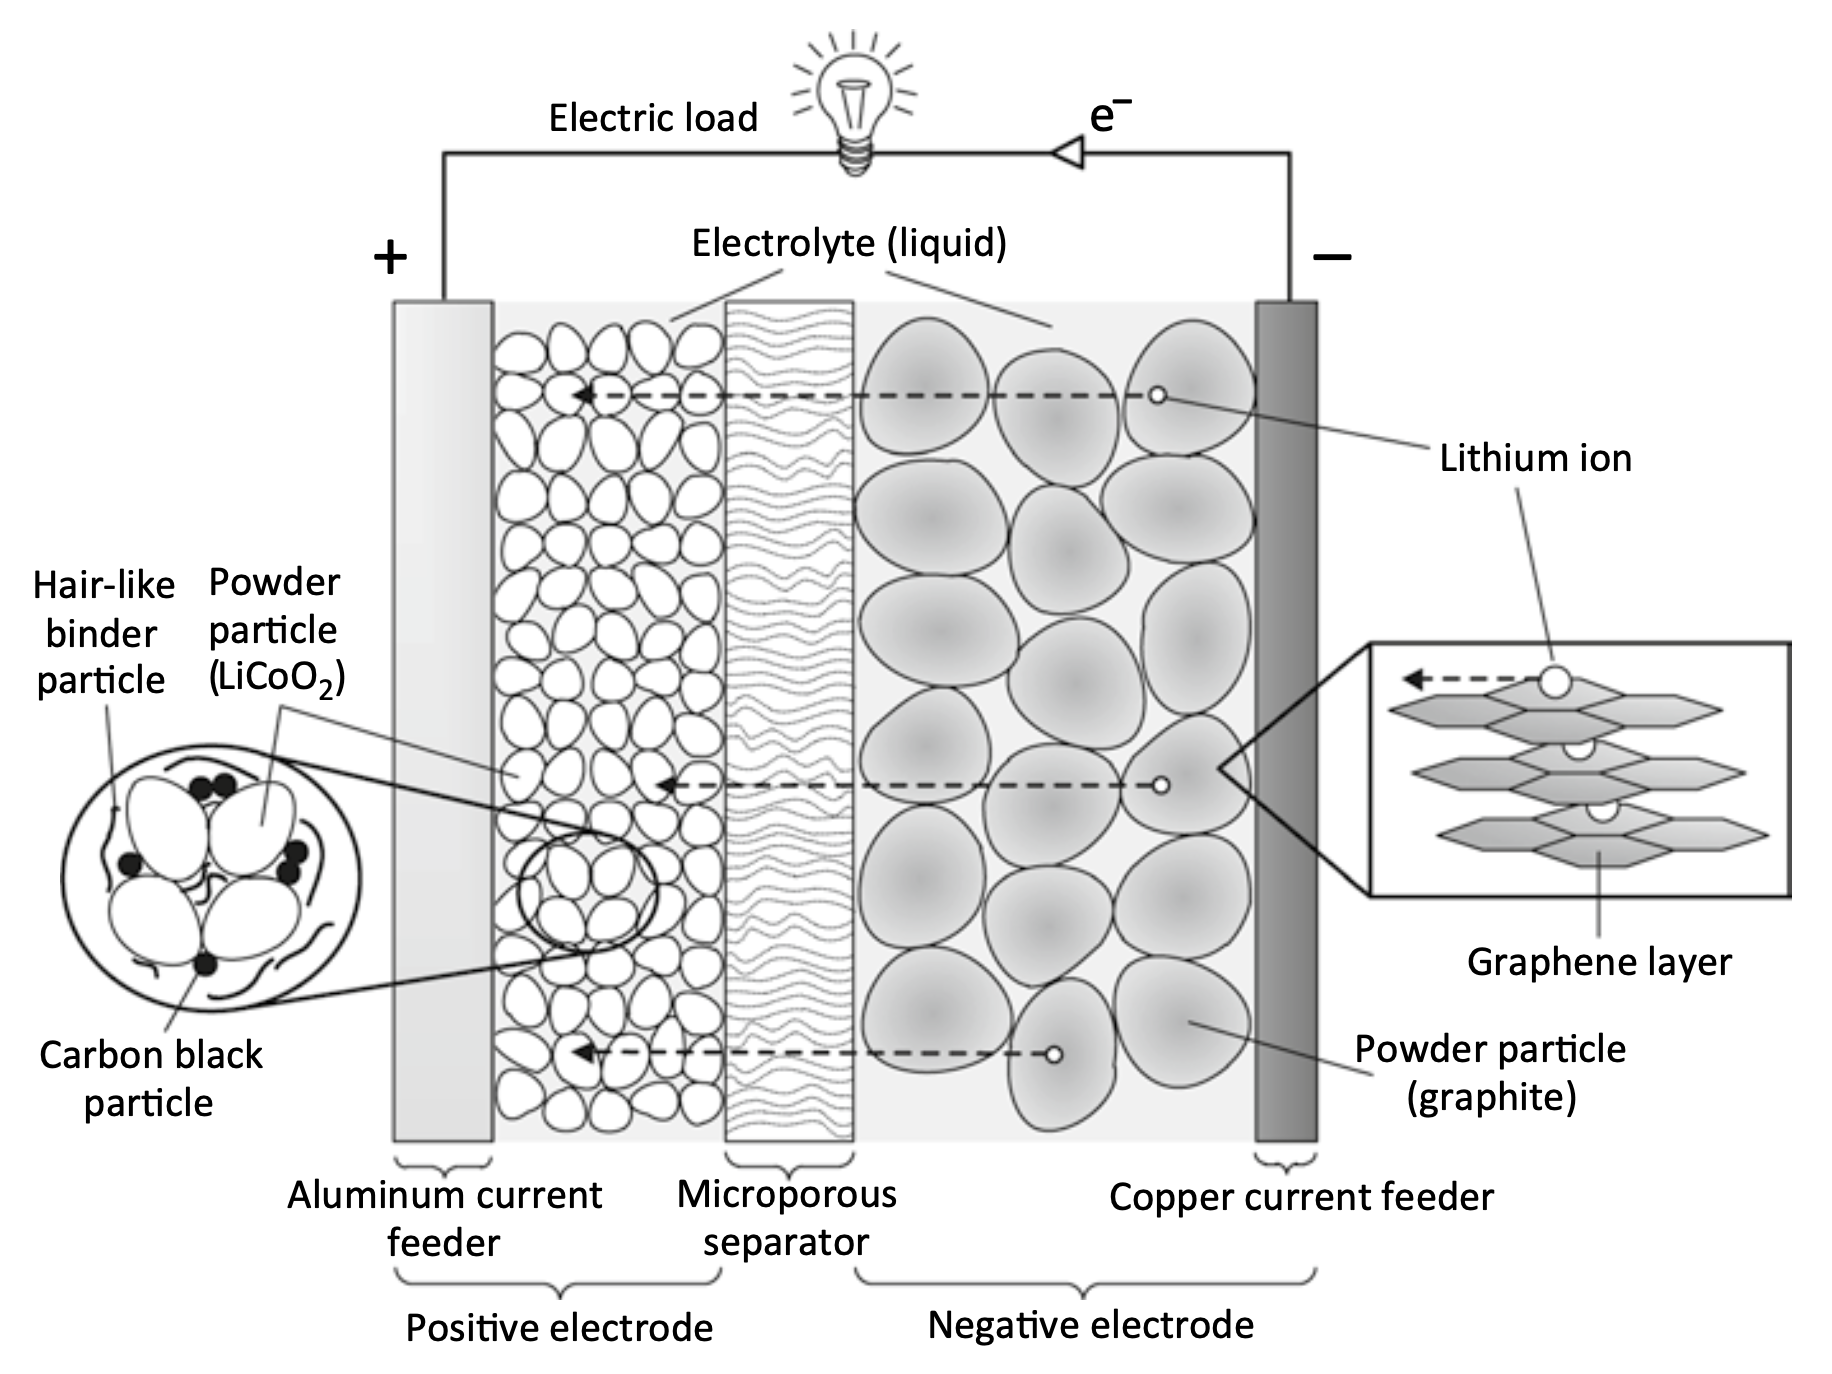 Electric load
e⁻
+
−
Electrolyte (liquid)
Lithium ion
Hair-like
binder
particle
Powder
particle
(LiCoO₂)
Graphene layer
Carbon black
particle
Powder particle
(graphite)
Aluminum current
feeder
Microporous
separator
Copper current feeder
Positive electrode
Negative electrode